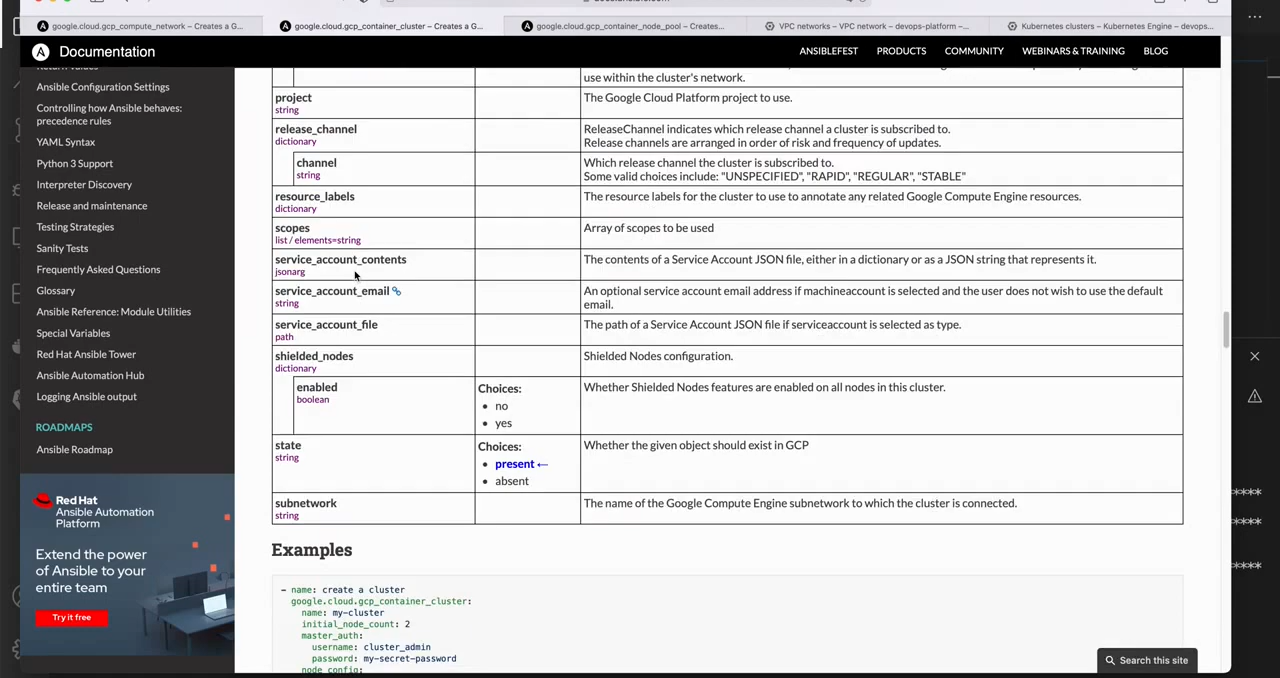 google.cloud.gcp_compute_network – Creates a G...
google.cloud.gcp_container_cluster – Creates a G...
google.cloud.gcp_container_node_pool – Creates...
VPC networks – VPC network – devops-platform –...
Kubernetes clusters – Kubernetes Engine – devops...
Documentation
ANSIBLEFEST
PRODUCTS
COMMUNITY
WEBINARS & TRAINING
BLOG
Return Values
Ansible Configuration Settings
Controlling how Ansible behaves:
precedence rules
YAML Syntax
Python 3 Support
Interpreter Discovery
Release and maintenance
Testing Strategies
Sanity Tests
Frequently Asked Questions
Glossary
Ansible Reference: Module Utilities
Special Variables
Red Hat Ansible Tower
Ansible Automation Hub
Logging Ansible output
ROADMAPS
Ansible Roadmap
Red Hat
Ansible Automation
Platform
Extend the power
of Ansible to your
entire team
Try it free
use within the cluster's network.
project
string
The Google Cloud Platform project to use.
release_channel
dictionary
ReleaseChannel indicates which release channel a cluster is subscribed to.
Release channels are arranged in order of risk and frequency of updates.
channel
string
Which release channel the cluster is subscribed to.
Some valid choices include: "UNSPECIFIED", "RAPID", "REGULAR", "STABLE"
resource_labels
dictionary
The resource labels for the cluster to use to annotate any related Google Compute Engine resources.
scopes
list / elements=string
Array of scopes to be used
service_account_contents
jsonarg
The contents of a Service Account JSON file, either in a dictionary or as a JSON string that represents it.
service_account_email
string
An optional service account email address if machineaccount is selected and the user does not wish to use the default
email.
service_account_file
path
The path of a Service Account JSON file if serviceaccount is selected as type.
shielded_nodes
dictionary
Shielded Nodes configuration.
enabled
boolean
Choices:
• no
• yes
Whether Shielded Nodes features are enabled on all nodes in this cluster.
state
string
Choices:
• present ←
• absent
Whether the given object should exist in GCP
subnetwork
string
The name of the Google Compute Engine subnetwork to which the cluster is connected.
Examples
– name: create a cluster
google.cloud.gcp_container_cluster:
name: my-cluster
initial_node_count: 2
master_auth:
username: cluster_admin
password: my-secret-password
node_config:
Search this site
****
****
****